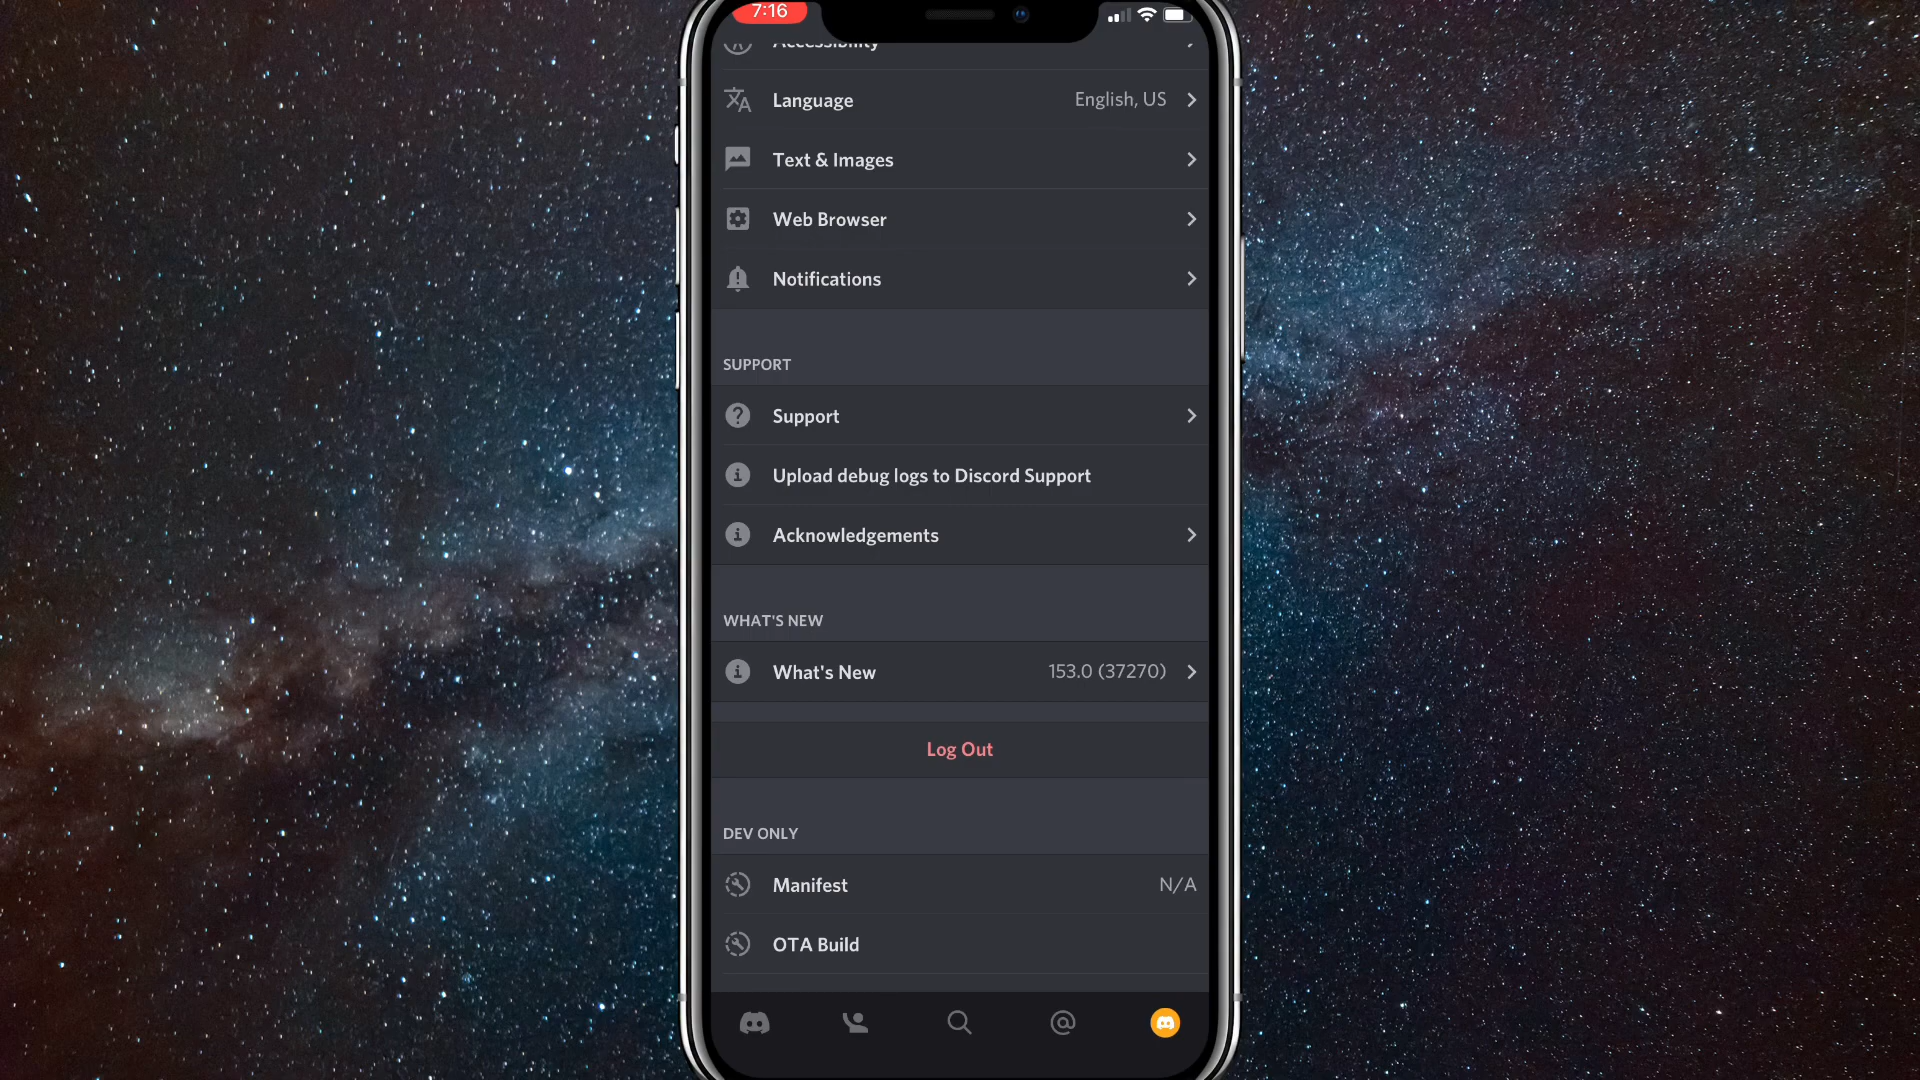 7:16
Accessibility
Language English, US
Text & Images
Web Browser
Notifications
SUPPORT
Support
Upload debug logs to Discord Support
Acknowledgements
WHAT'S NEW
What's New 153.0 (37270)
Log Out
DEV ONLY
Manifest N/A
OTA Build